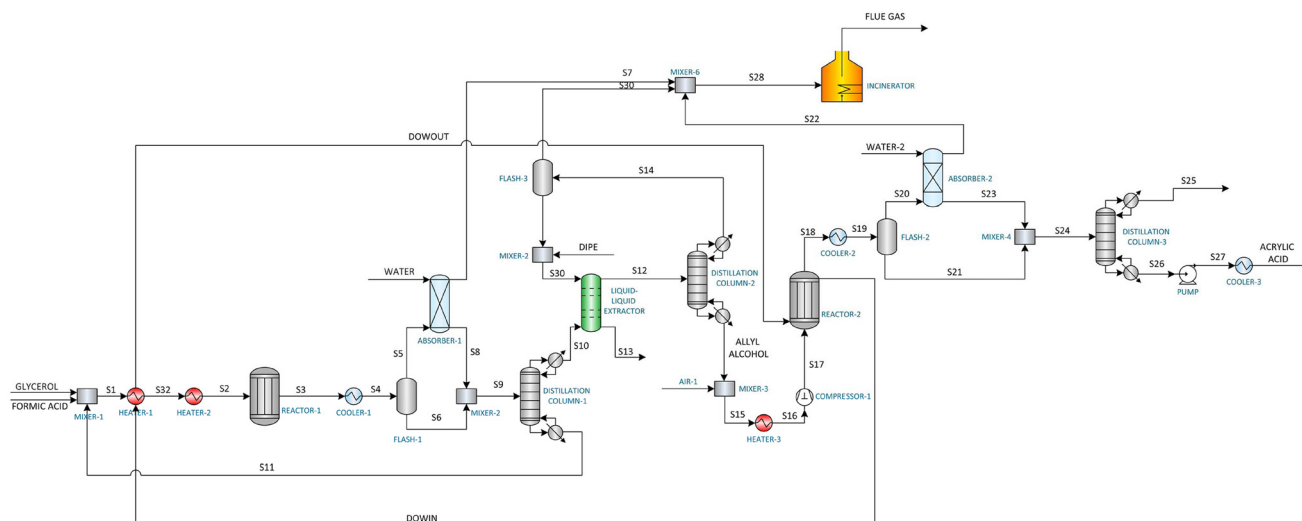 FLUE GAS
S7
MIXER-6
S28
S30
INCINERATOR
S22
DOWOUT
WATER-2
ABSORBER-2
FLASH-3
S14
S20
S23
S25
S18
S19
FLASH-2
MIXER-4
S24
DISTILLATION
COLUMN-3
COOLER-2
MIXER-2
DIPE
S21
S26
S27
ACRYLIC
ACID
PUMP
COOLER-3
WATER
S30
S12
DISTILLATION
COLUMN-2
LIQUID-
LIQUID
EXTRACTOR
REACTOR-2
ABSORBER-1
S5
S8
S10
S13
ALLYL
ALCOHOL
S17
GLYCEROL
FORMIC ACID
MIXER-1
S1
HEATER-1
S32
HEATER-2
S2
REACTOR-1
S3
COOLER-1
S4
FLASH-1
S6
MIXER-2
S9
DISTILLATION
COLUMN-1
AIR-1
MIXER-3
COMPRESSOR-1
S15
S16
HEATER-3
S11
DOWIN